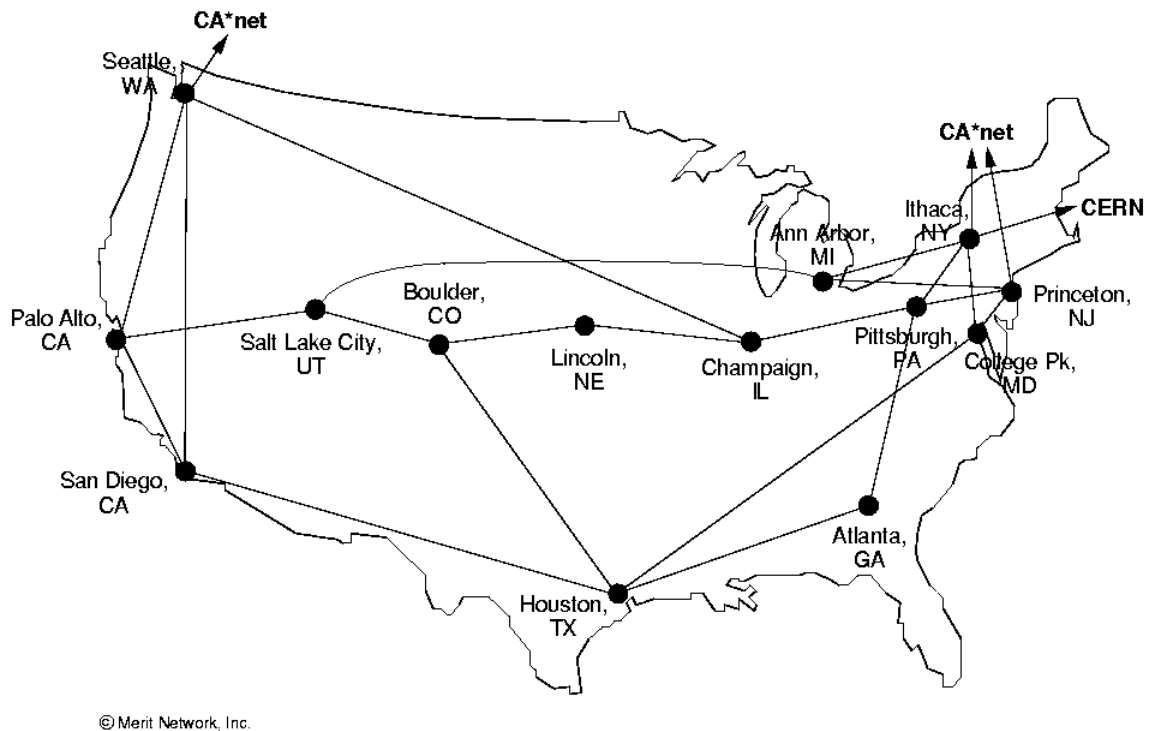 CA*net
Seattle,
WA
CA*net
Ithaca,
NY
CERN
Ann Arbor,
MI
Boulder,
CO
Palo Alto,
CA
Salt Lake City,
UT
Lincoln,
NE
Champaign,
IL
Pittsburgh,
PA
Princeton,
NJ
College Pk,
MD
San Diego,
CA
Atlanta,
GA
Houston,
TX
© Merit Network, Inc.